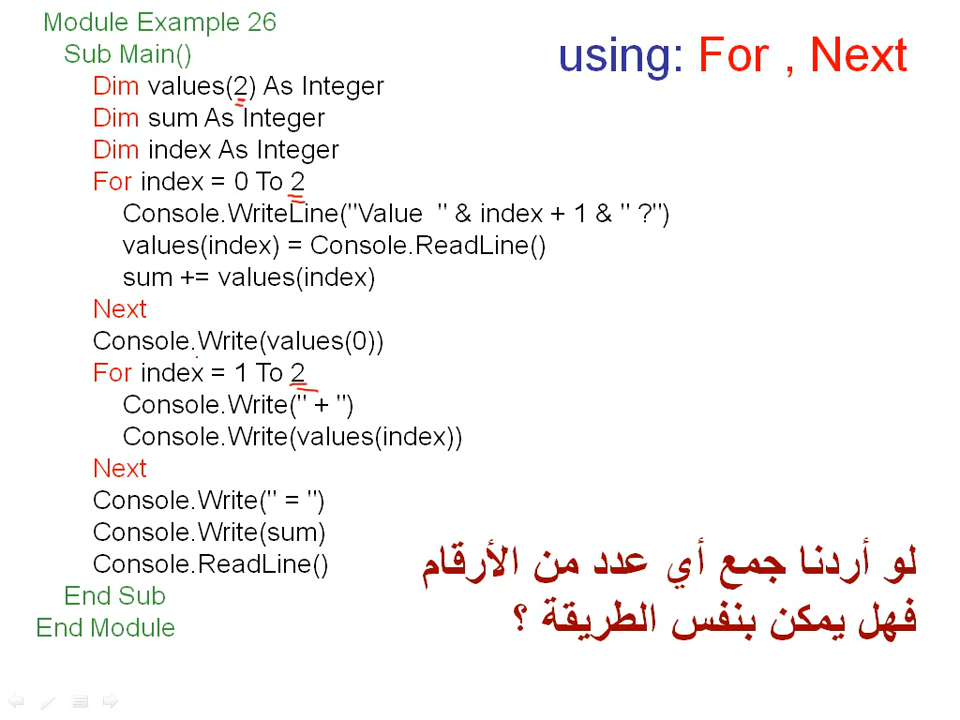 Module Example 26
Sub Main()
Dim values(2) As Integer
Dim sum As Integer
Dim index As Integer
For index = 0 To 2
Console.WriteLine("Value  " & index + 1 & " ?")
values(index) = Console.ReadLine()
sum += values(index)
Next
Console.Write(values(0))
For index = 1 To 2
Console.Write(" + ")
Console.Write(values(index))
Next
Console.Write(" = ")
Console.Write(sum)
Console.ReadLine()
End Sub
End Module
using: For , Next
لو أردنا جمع أي عدد من الأرقام
فهل يمكن بنفس الطريقة ؟